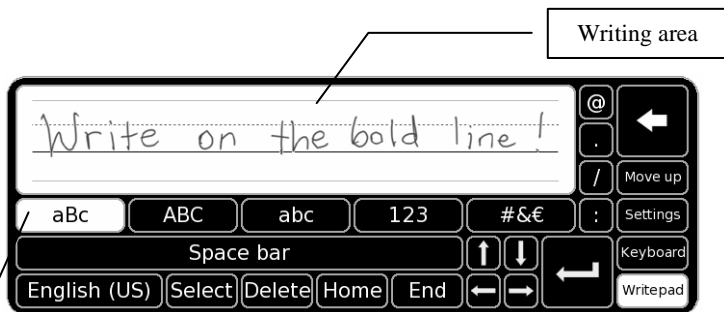 Writing area
Write on the bold line!
@
.
/
Move up
aBc ABC abc 123 #&€ : Settings
Space bar Keyboard
English (US) Select Delete Home End Writepad